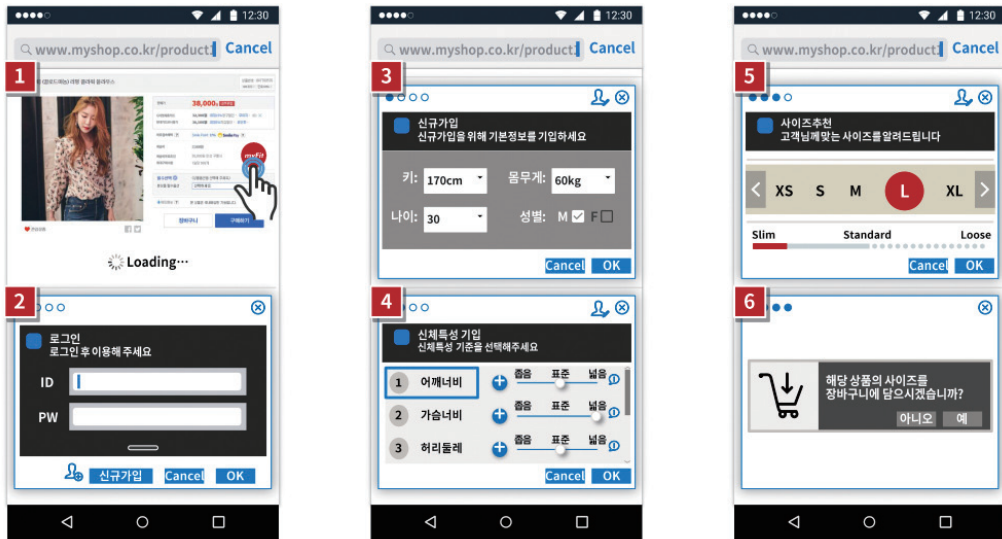 12:30
www.myshop.co.kr/product
Cancel
1
38,000
myFit
장바구니
구매하기
Loading…
2
로그인
로그인 후 이용해 주세요
ID
PW
신규가입
Cancel
OK
12:30
www.myshop.co.kr/product
Cancel
3
신규가입
신규가입을 위해 기본정보를 기입하세요
키: 170cm 몸무게: 60kg
나이: 30 성별: M F
Cancel OK
4
신체특성 기입
신체특성 기준을 선택해주세요
1 어깨너비 좁음 표준 넓음
2 가슴너비 좁음 표준 넓음
3 허리둘레 좁음 표준 넓음
Cancel OK
12:30
www.myshop.co.kr/product
Cancel
5
사이즈추천
고객님께맞는 사이즈를알려드립니다
XS S M L XL
Slim Standard Loose
Cancel OK
6
해당 상품의 사이즈를
장바구니에 담으시겠습니까?
아니오 예